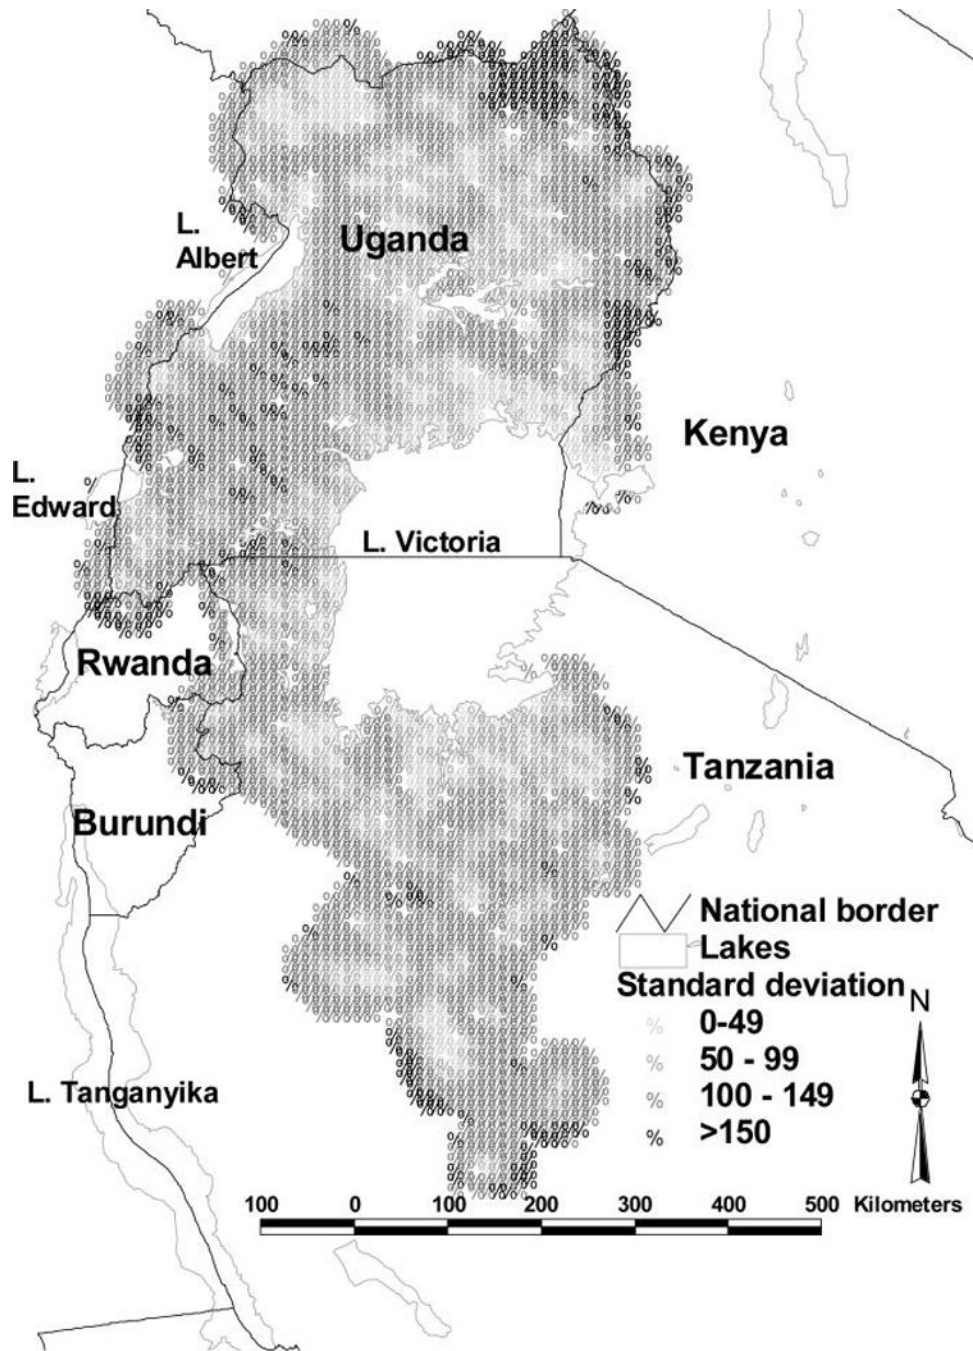 L.
Albert
Uganda
Kenya
L.
Edward
L. Victoria
Rwanda
Tanzania
Burundi
National border
Lakes
Standard deviation
N
% 0-49
% 50 - 99
% 100 - 149
% >150
L. Tanganyika
100 0 100 200 300 400 500 Kilometers